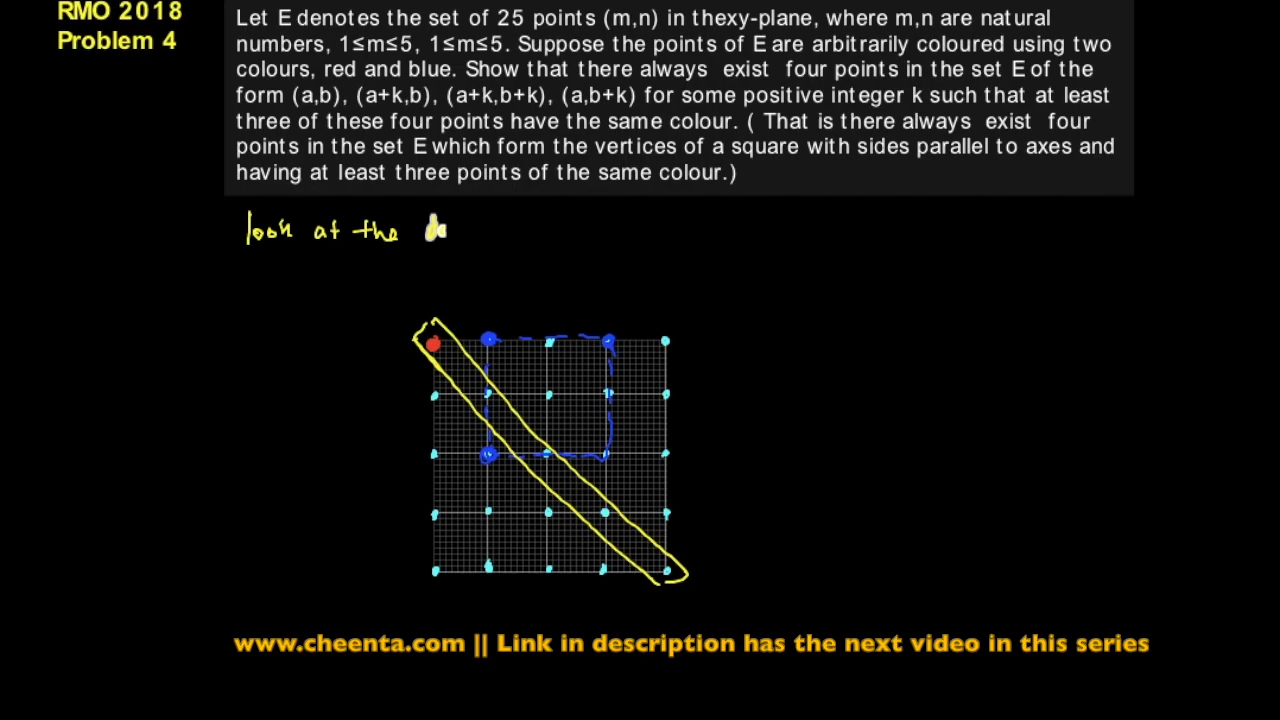 RMO 2018
Problem 4
Let E denotes the set of 25 points (m,n) in thexy-plane, where m,n are natural
numbers, 1≤m≤5, 1≤m≤5. Suppose the points of E are arbitrarily coloured using two
colours, red and blue. Show that there always exist four points in the set E of the
form (a,b), (a+k,b), (a+k,b+k), (a,b+k) for some positive integer k such that at least
three of these four points have the same colour. ( That is there always exist four
points in the set E which form the vertices of a square with sides parallel to axes and
having at least three points of the same colour.)
look at the
www.cheenta.com || Link in description has the next video in this series